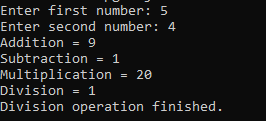 Enter first number: 5
Enter second number: 4
Addition = 9
Subtraction = 1
Multiplication = 20
Division = 1
Division operation finished.